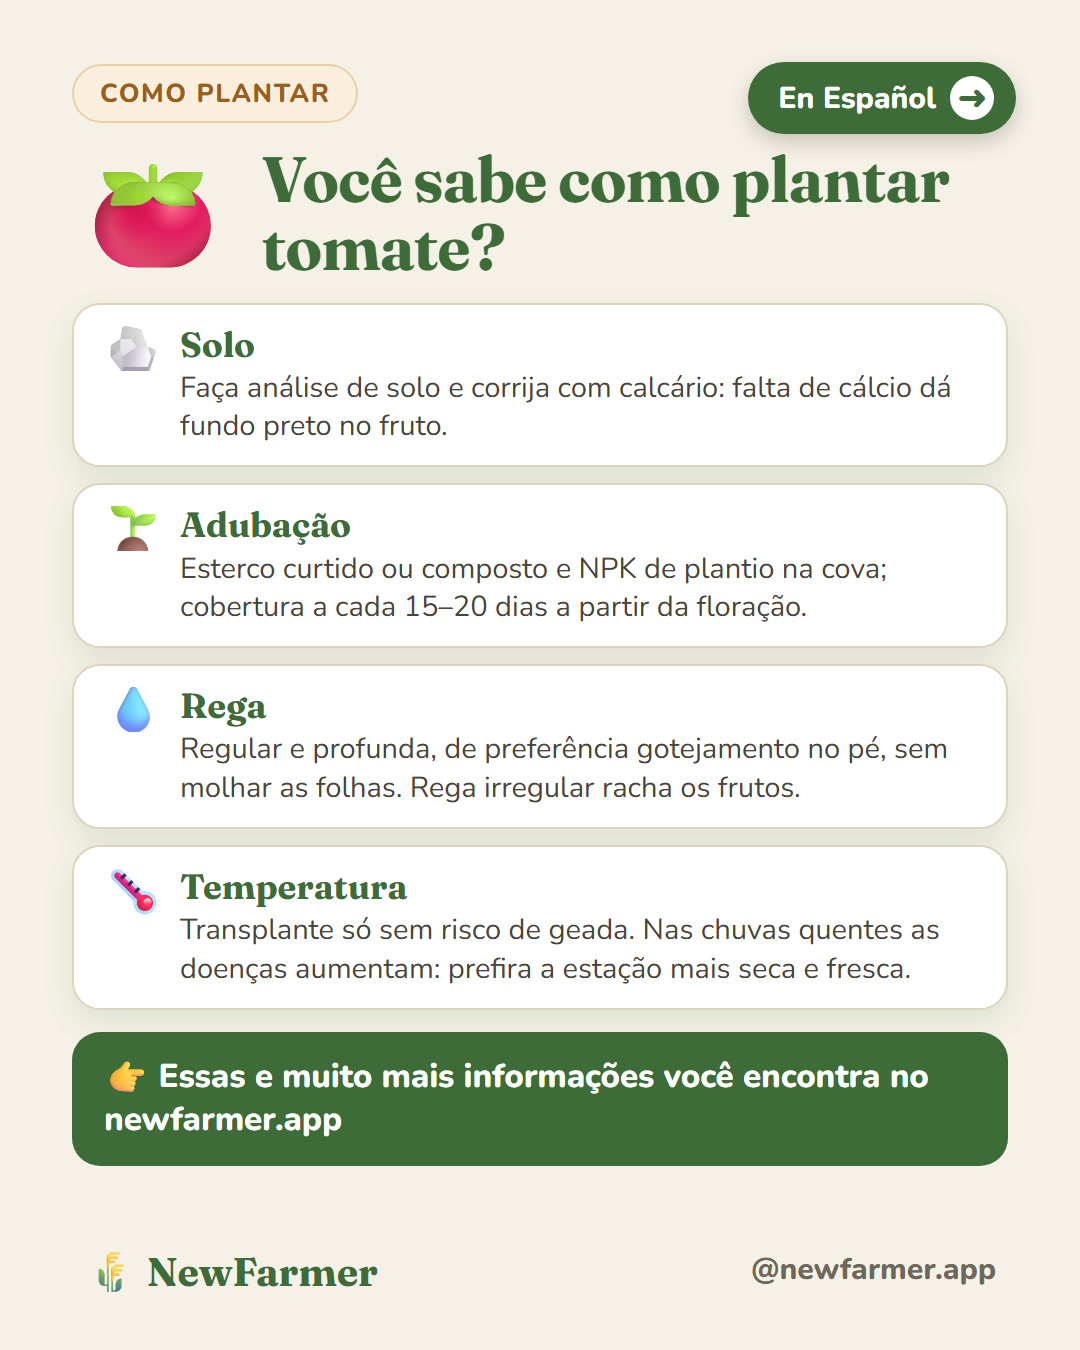 COMO PLANTAR
En Español
Você sabe como plantar
tomate?
Solo
Faça análise de solo e corrija com calcário: falta de cálcio dá
fundo preto no fruto.
Adubação
Esterco curtido ou composto e NPK de plantio na cova;
cobertura a cada 15–20 dias a partir da floração.
Rega
Regular e profunda, de preferência gotejamento no pé, sem
molhar as folhas. Rega irregular racha os frutos.
Temperatura
Transplante só sem risco de geada. Nas chuvas quentes as
doenças aumentam: prefira a estação mais seca e fresca.
Essas e muito mais informações você encontra no
newfarmer.app
NewFarmer
@newfarmer.app